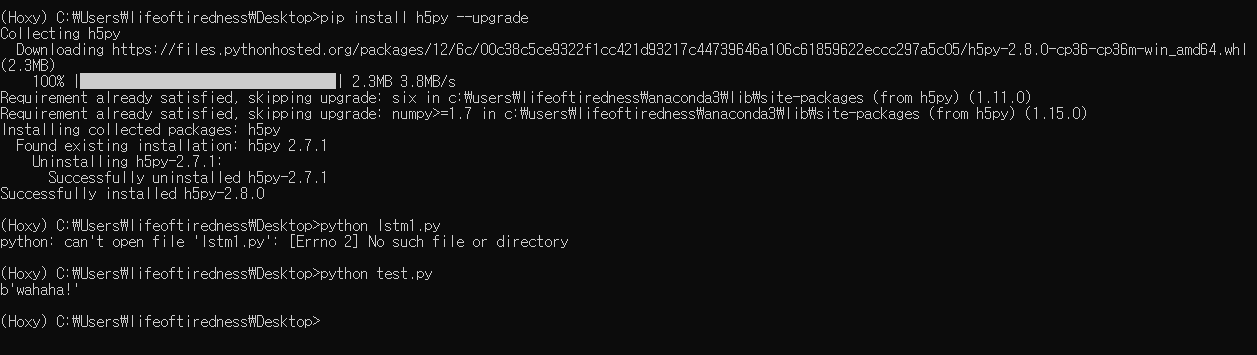 (Hoxy) C:₩Users₩lifeoftiredness₩Desktop>pip install h5py --upgrade
Collecting h5py
  Downloading https://files.pythonhosted.org/packages/12/6c/00c38c5ce9322f1cc421d93217c44739646a106c61859622eccc297a5c05/h5py-2.8.0-cp36-cp36m-win_amd64.whl
(2.3MB)
    100% |████████████████████████████████| 2.3MB 3.8MB/s
Requirement already satisfied, skipping upgrade: six in c:₩users₩lifeoftiredness₩anaconda3₩lib₩site-packages (from h5py) (1.11.0)
Requirement already satisfied, skipping upgrade: numpy>=1.7 in c:₩users₩lifeoftiredness₩anaconda3₩lib₩site-packages (from h5py) (1.15.0)
Installing collected packages: h5py
  Found existing installation: h5py 2.7.1
    Uninstalling h5py-2.7.1:
      Successfully uninstalled h5py-2.7.1
Successfully installed h5py-2.8.0
(Hoxy) C:₩Users₩lifeoftiredness₩Desktop>python lstm1.py
python: can't open file 'lstm1.py': [Errno 2] No such file or directory
(Hoxy) C:₩Users₩lifeoftiredness₩Desktop>python test.py
b'wahaha!'
(Hoxy) C:₩Users₩lifeoftiredness₩Desktop>